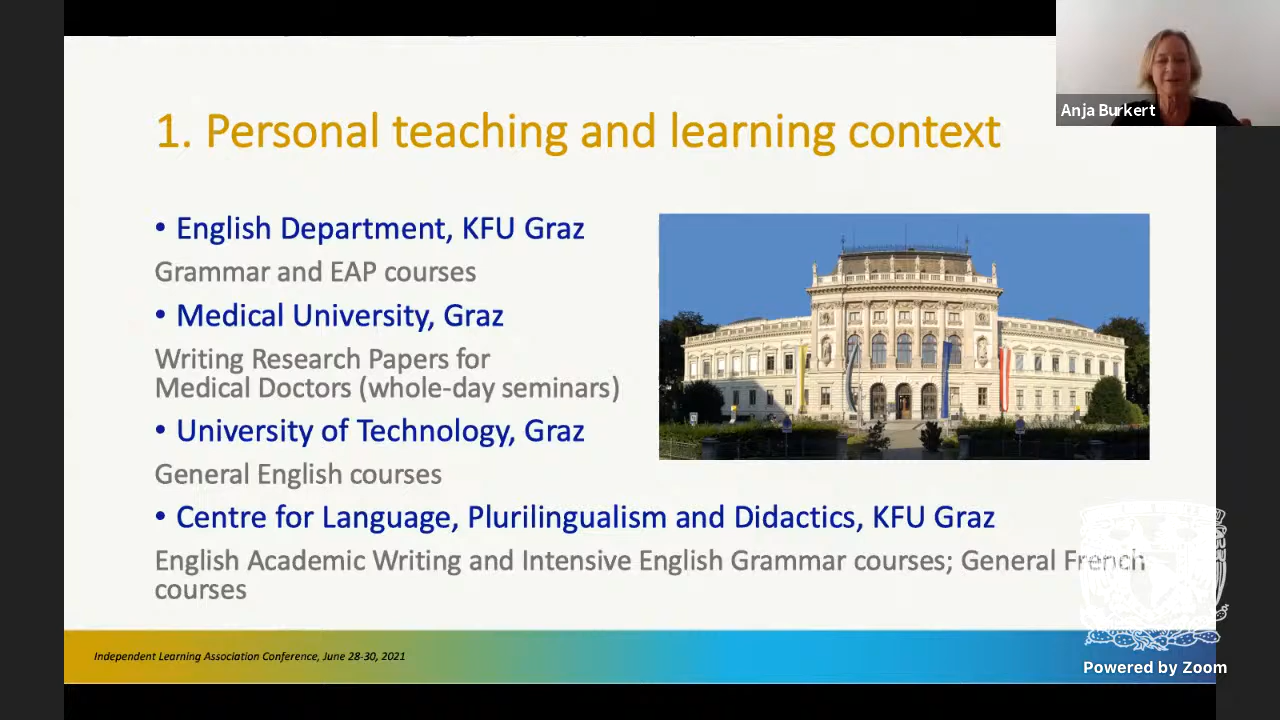 1. Personal teaching and learning context
Anja Burkert
• English Department, KFU Graz
Grammar and EAP courses
• Medical University, Graz
Writing Research Papers for
Medical Doctors (whole-day seminars)
• University of Technology, Graz
General English courses
• Centre for Language, Plurilingualism and Didactics, KFU Graz
English Academic Writing and Intensive English Grammar courses; General French
courses
Independent Learning Association Conference, June 28-30, 2021
Powered by Zoom